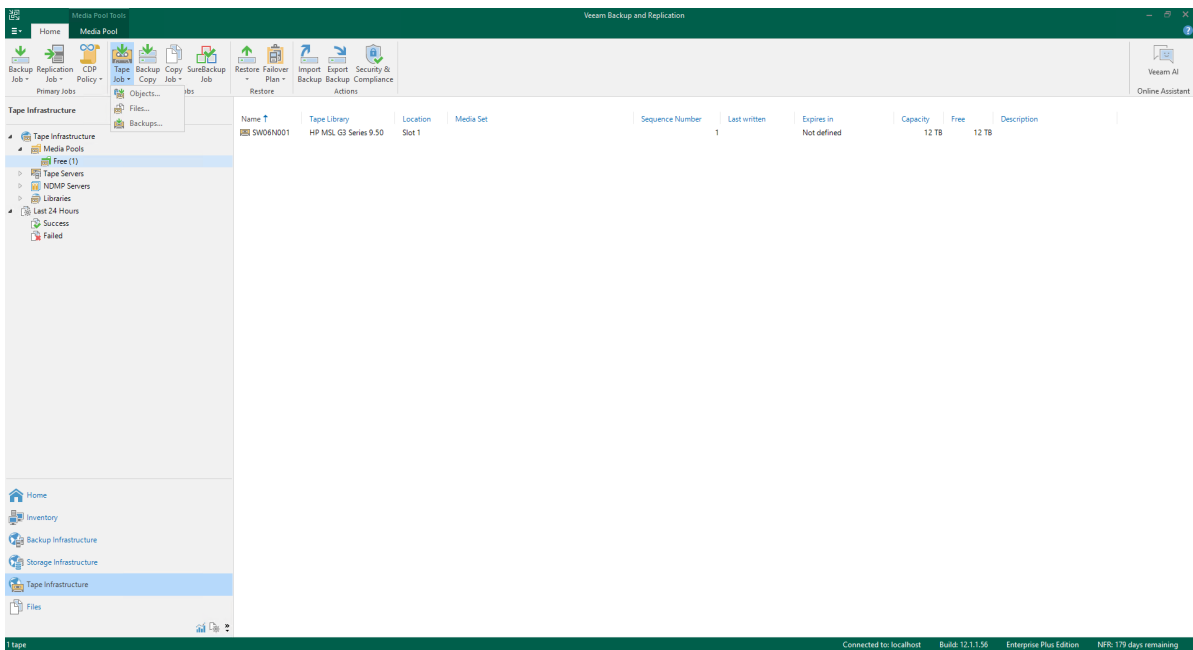 Media Pool Tools
Veeam Backup and Replication
Home Media Pool
Backup Job Replication Job CDP Policy Tape Job Backup Copy Copy Job SureBackup Job Restore Failover Plan Import Backup Export Backup Security & Compliance Veeam AI
Primary Jobs Restore Actions Online Assistant
Objects...
Files...
Backups...
Tape Infrastructure
Tape Infrastructure
Media Pools
Free (1)
Tape Servers
NDMP Servers
Libraries
Last 24 Hours
Success
Failed
Name Tape Library Location Media Set Sequence Number Last written Expires in Capacity Free Description
SW06N001 HP MSL G3 Series 9.50 Slot 1 1 Not defined 12 TB 12 TB
Home
Inventory
Backup Infrastructure
Storage Infrastructure
Tape Infrastructure
Files
1 tape Connected to: localhost Build: 12.1.1.56 Enterprise Plus Edition NFR: 179 days remaining